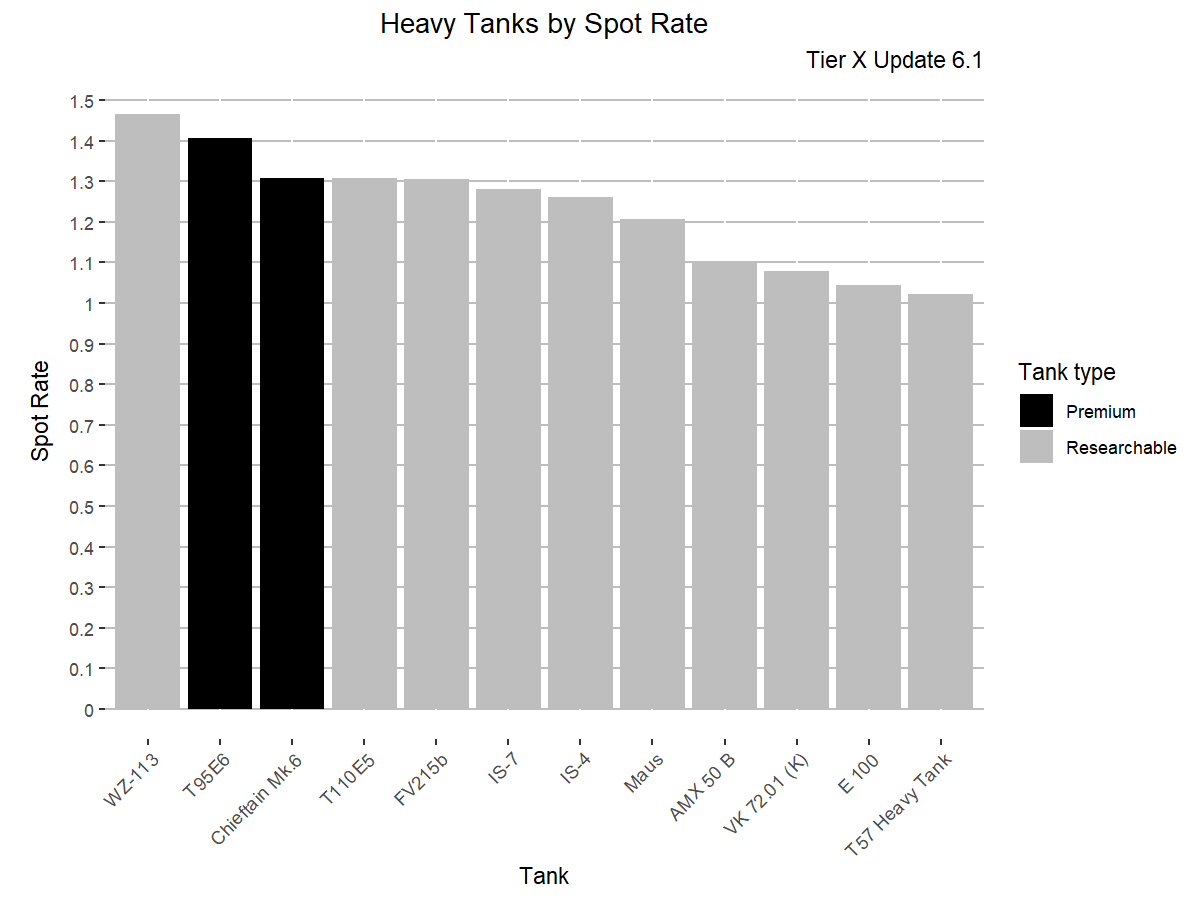 Heavy Tanks by Spot Rate
Tier X Update 6.1
1.5
1.4
1.3
1.2
1.1
1
0.9
0.8
0.7
0.6
0.5
0.4
0.3
0.2
0.1
0
Spot Rate
WZ-113
T95E6
Chieftain Mk.6
T110E5
FV215b
IS-7
IS-4
Maus
AMX 50 B
VK 72.01 (K)
E 100
T57 Heavy Tank
Tank
Tank type
Premium
Researchable